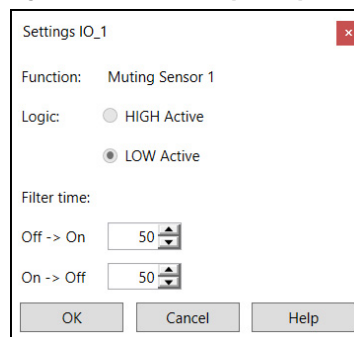 Settings IO_1
Function: Muting Sensor 1
Logic: HIGH Active
LOW Active
Filter time:
Off -> On 50
On -> Off 50
OK Cancel Help